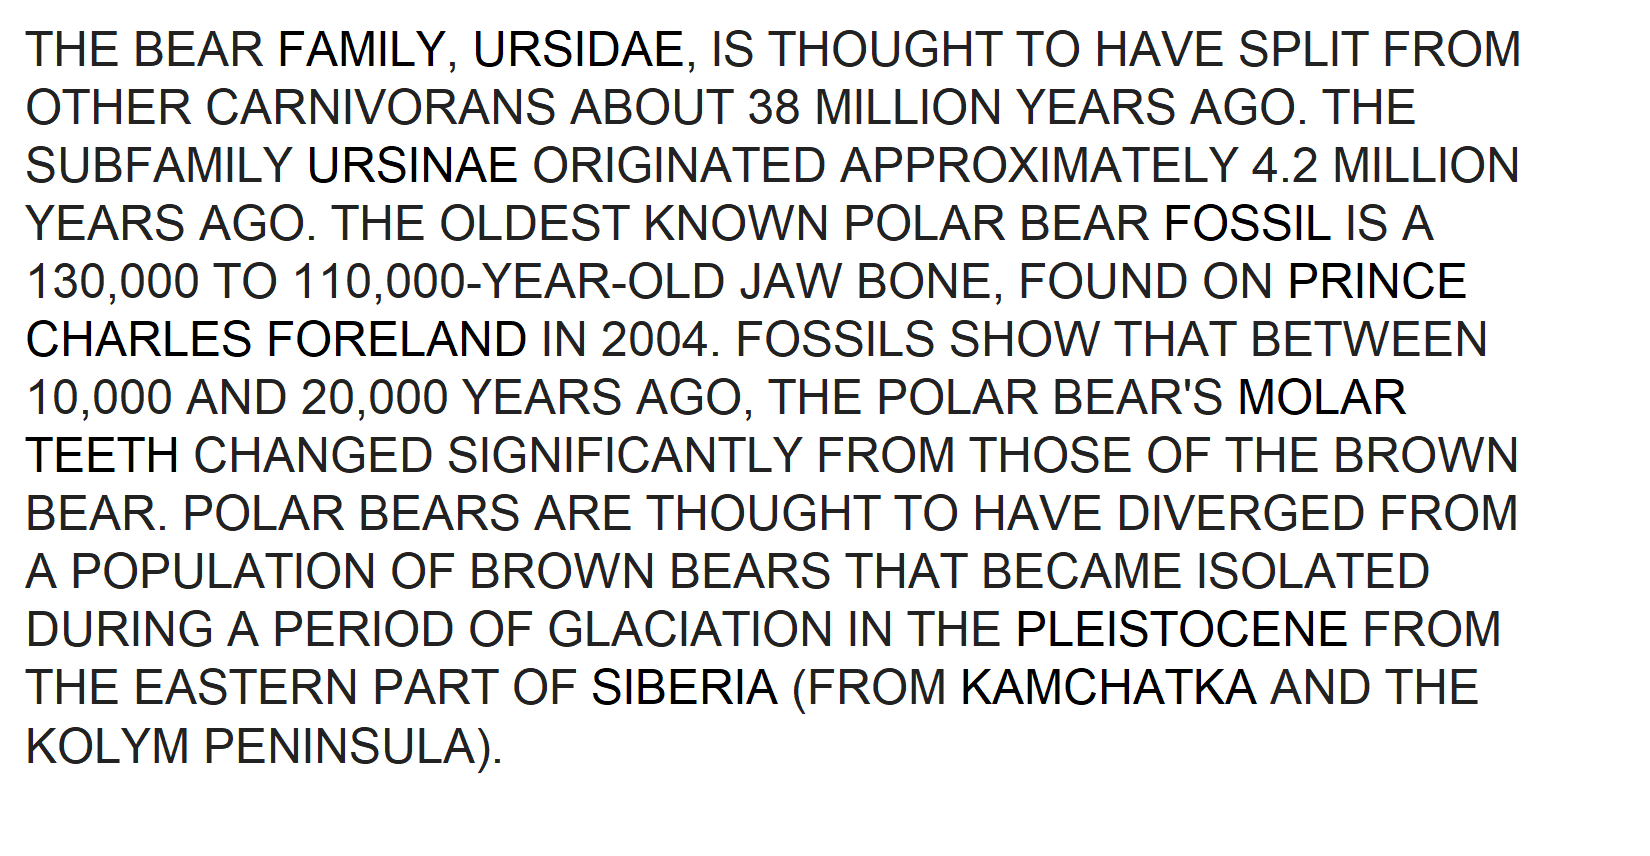 THE BEAR FAMILY, URSIDAE, IS THOUGHT TO HAVE SPLIT FROM
OTHER CARNIVORANS ABOUT 38 MILLION YEARS AGO. THE
SUBFAMILY URSINAE ORIGINATED APPROXIMATELY 4.2 MILLION
YEARS AGO. THE OLDEST KNOWN POLAR BEAR FOSSIL IS A
130,000 TO 110,000-YEAR-OLD JAW BONE, FOUND ON PRINCE
CHARLES FORELAND IN 2004. FOSSILS SHOW THAT BETWEEN
10,000 AND 20,000 YEARS AGO, THE POLAR BEAR'S MOLAR
TEETH CHANGED SIGNIFICANTLY FROM THOSE OF THE BROWN
BEAR. POLAR BEARS ARE THOUGHT TO HAVE DIVERGED FROM
A POPULATION OF BROWN BEARS THAT BECAME ISOLATED
DURING A PERIOD OF GLACIATION IN THE PLEISTOCENE FROM
THE EASTERN PART OF SIBERIA (FROM KAMCHATKA AND THE
KOLYM PENINSULA).